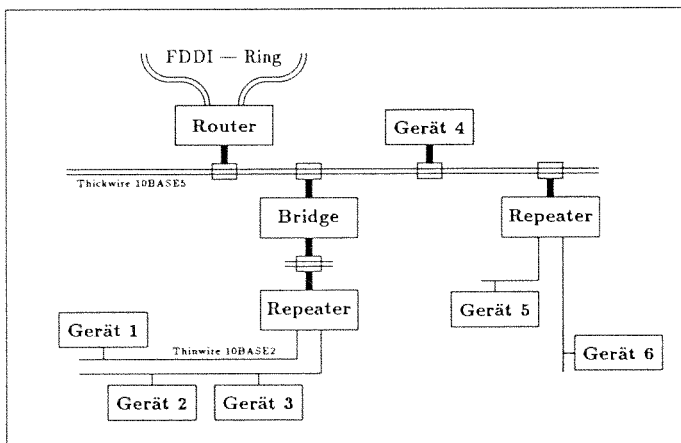 FDDI — Ring
Router
Gerät 4
Thickwire 10BASE5
Bridge
Repeater
Repeater
Gerät 5
Gerät 1
Thinwire 10BASE2
Gerät 6
Gerät 2
Gerät 3